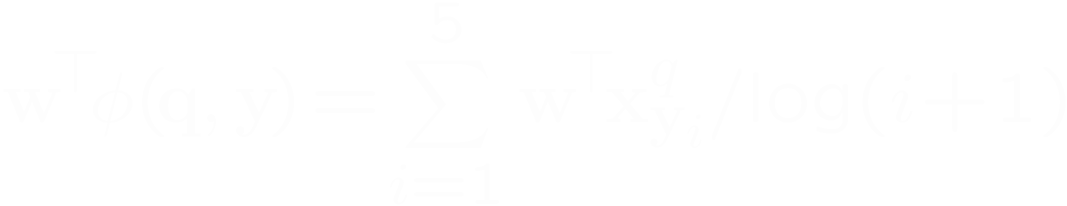 w⊤ϕ(q, y) = ∑_{i=1}^{5} w⊤x^q_{y_i}/log(i+1)